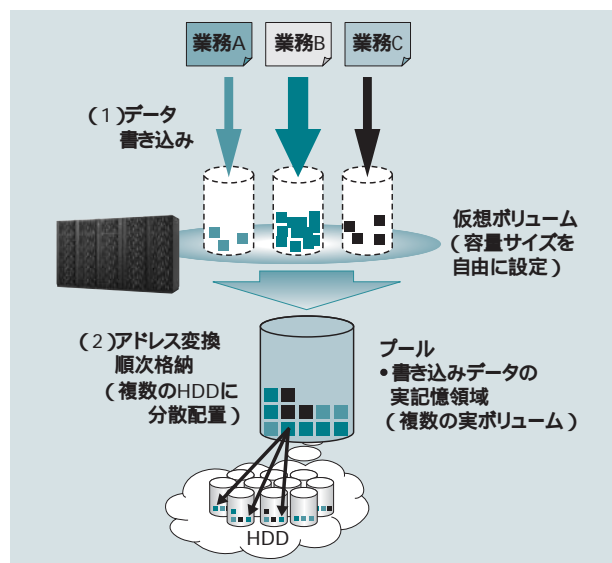 業務A
業務B
業務C
(1)データ
書き込み
仮想ボリューム
(容量サイズを
自由に設定)
(2)アドレス変換
順次格納
(複数のHDDに
分散配置)
プール
•書き込みデータの
実記憶領域
(複数の実ボリューム)
HDD